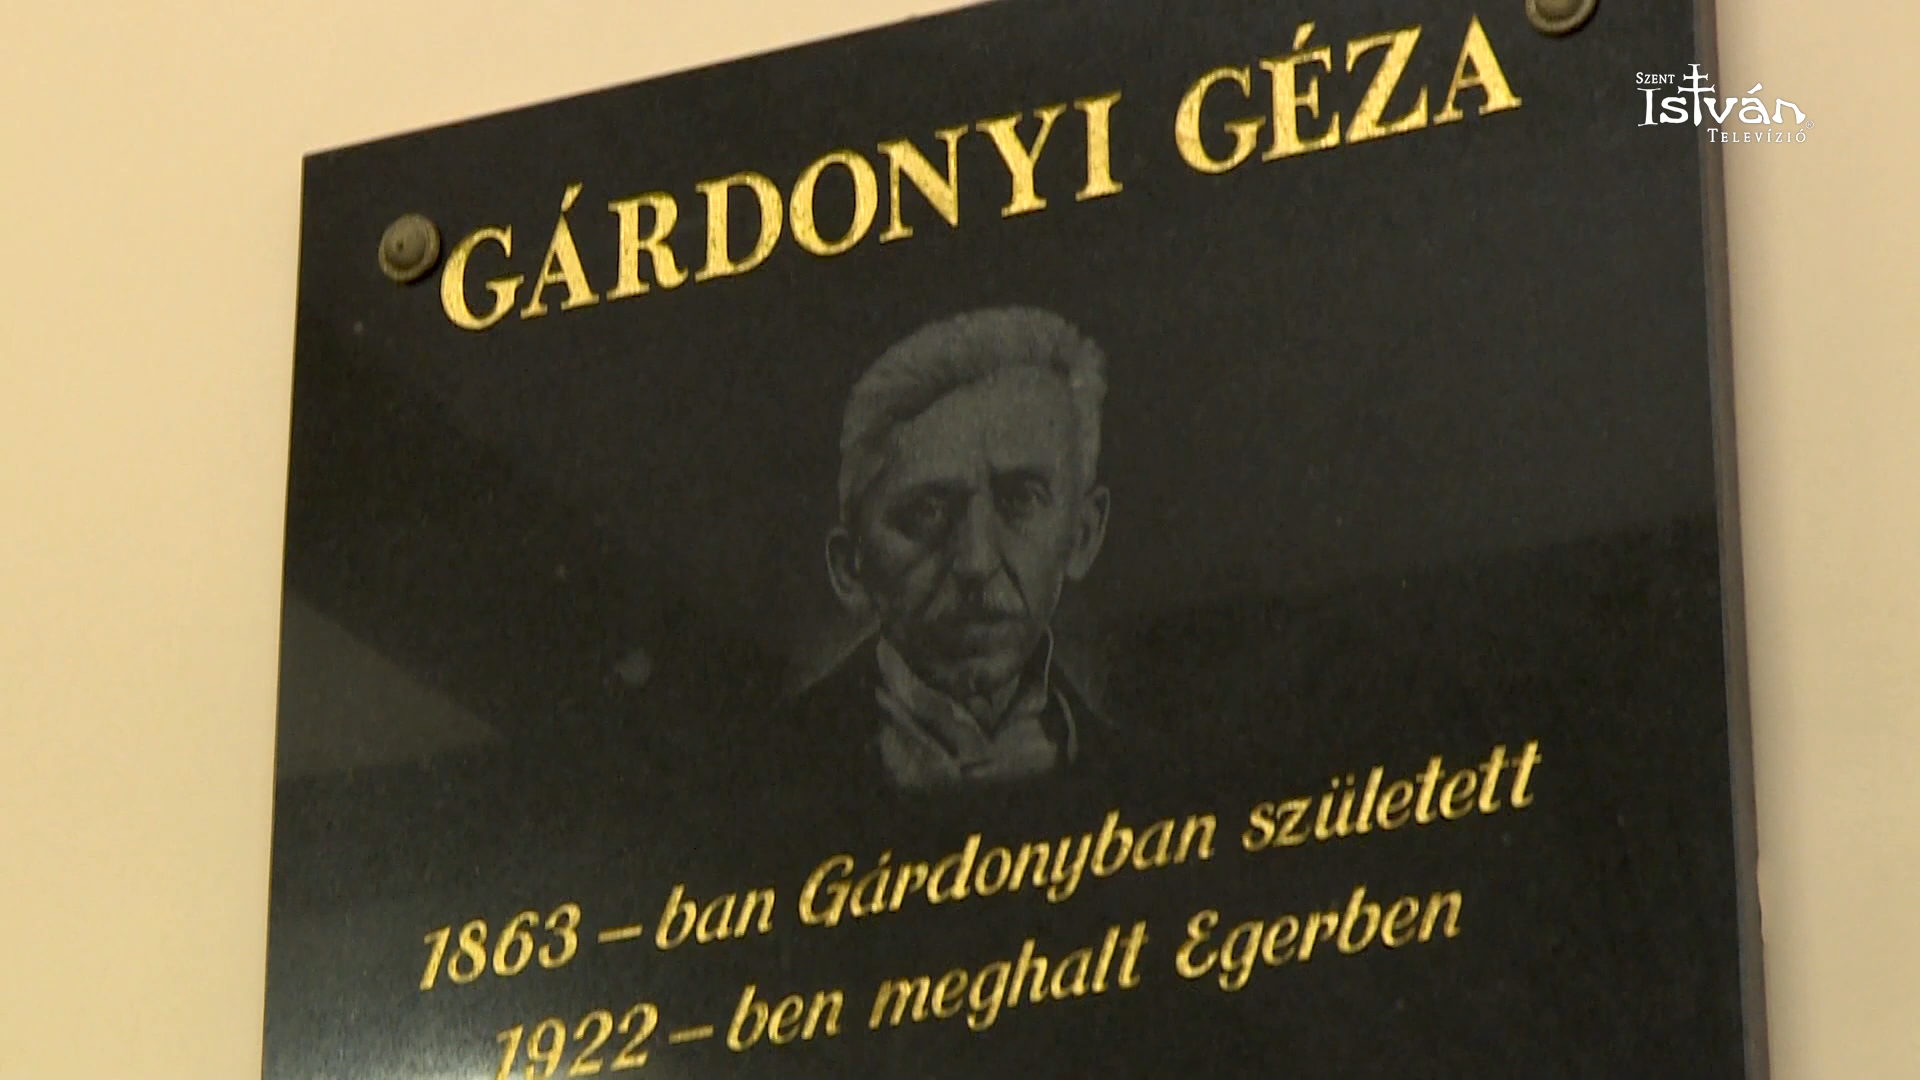 GÁRDONYI GÉZA
SZENT
ISTVÁN
TELEVÍZIÓ
1863 – ban Gárdonyban született
1922 – ben meghalt Egerben